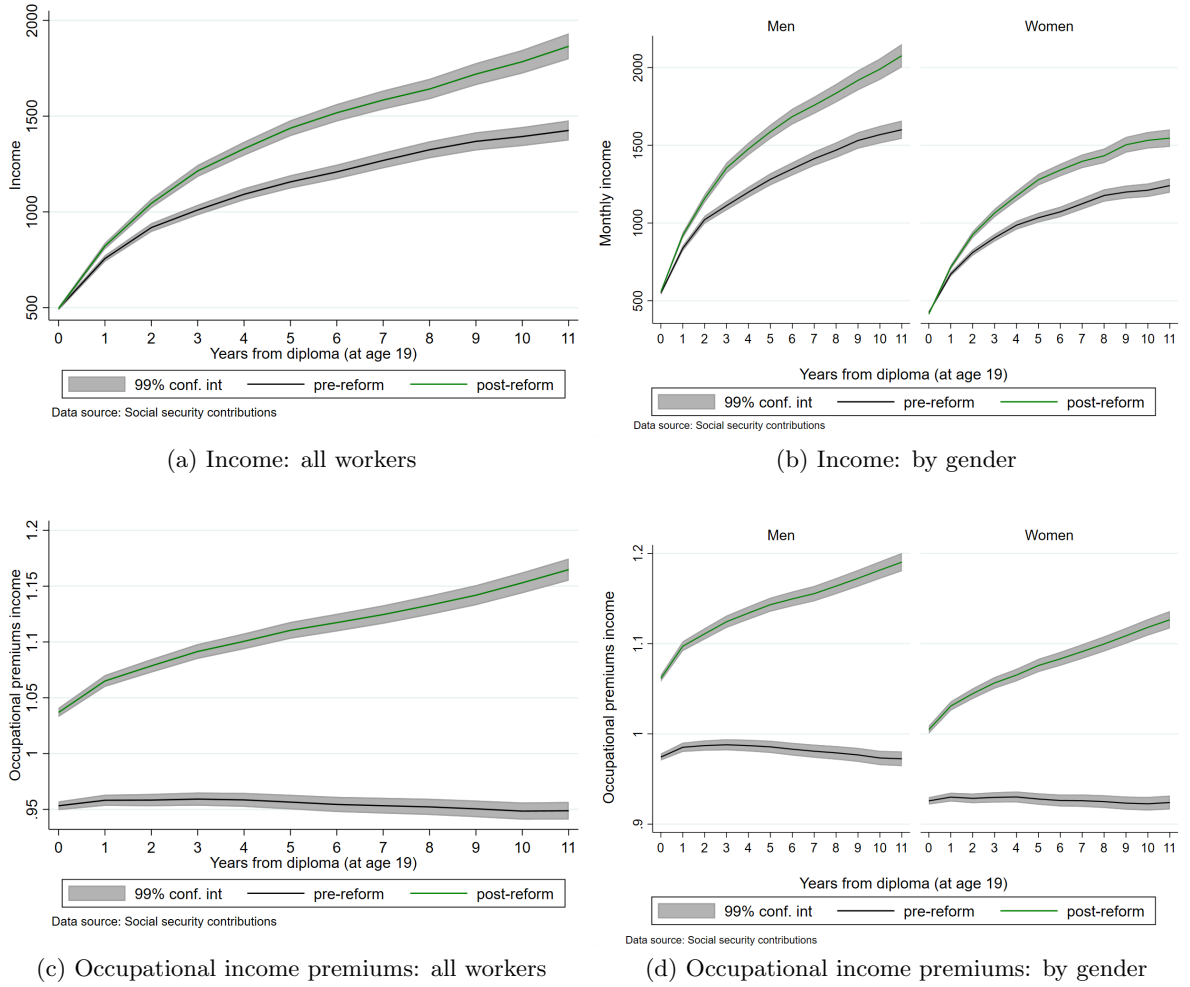 Income
2000
1500
1000
500
0 1 2 3 4 5 6 7 8 9 10 11
Years from diploma (at age 19)
99% conf. int pre-reform post-reform
Data source: Social security contributions
(a) Income: all workers
Men Women
Monthly income
2000
1500
1000
500
0 1 2 3 4 5 6 7 8 9 10 11 0 1 2 3 4 5 6 7 8 9 10 11
Years from diploma (at age 19)
99% conf. int pre-reform post-reform
Data source: Social security contributions
(b) Income: by gender
Occupational premiums income
1.2
1.15
1.1
1.05
1
.95
0 1 2 3 4 5 6 7 8 9 10 11
Years from diploma (at age 19)
99% conf. int pre-reform post-reform
Data source: Social security contributions
(c) Occupational income premiums: all workers
Men Women
Occupational premiums income
1.2
1.1
1
.9
0 1 2 3 4 5 6 7 8 9 10 11 0 1 2 3 4 5 6 7 8 9 10 11
Years from diploma (at age 19)
99% conf. int pre-reform post-reform
Data source: Social security contributions
(d) Occupational income premiums: by gender